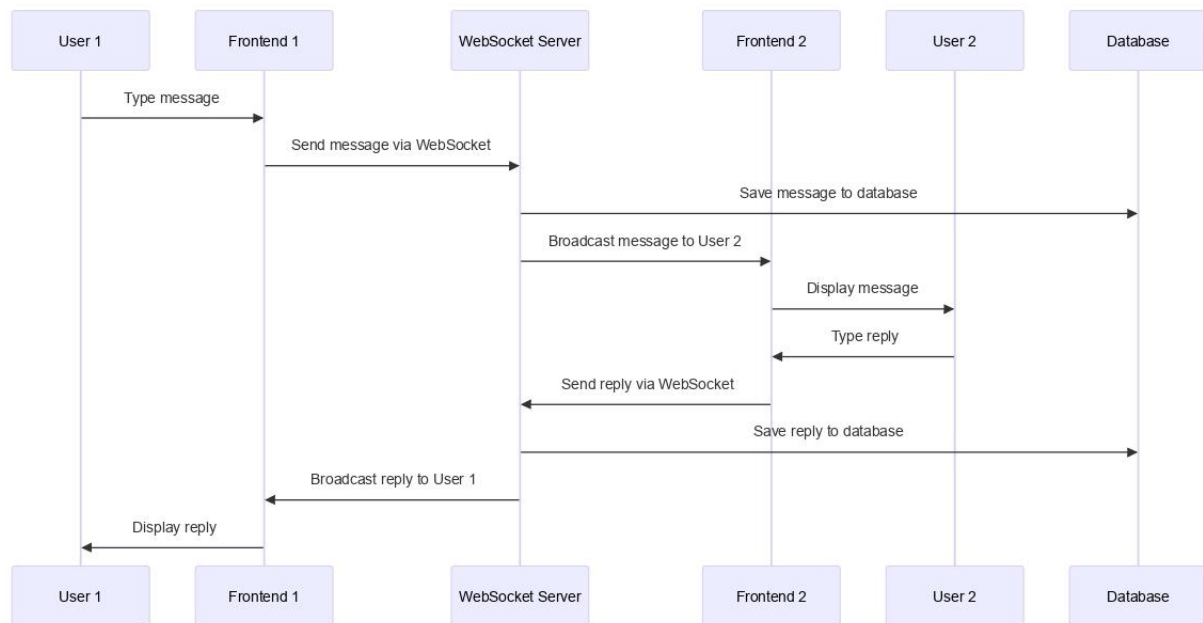 User 1
Frontend 1
WebSocket Server
Frontend 2
User 2
Database
Type message
Send message via WebSocket
Save message to database
Broadcast message to User 2
Display message
Type reply
Send reply via WebSocket
Save reply to database
Broadcast reply to User 1
Display reply
User 1
Frontend 1
WebSocket Server
Frontend 2
User 2
Database